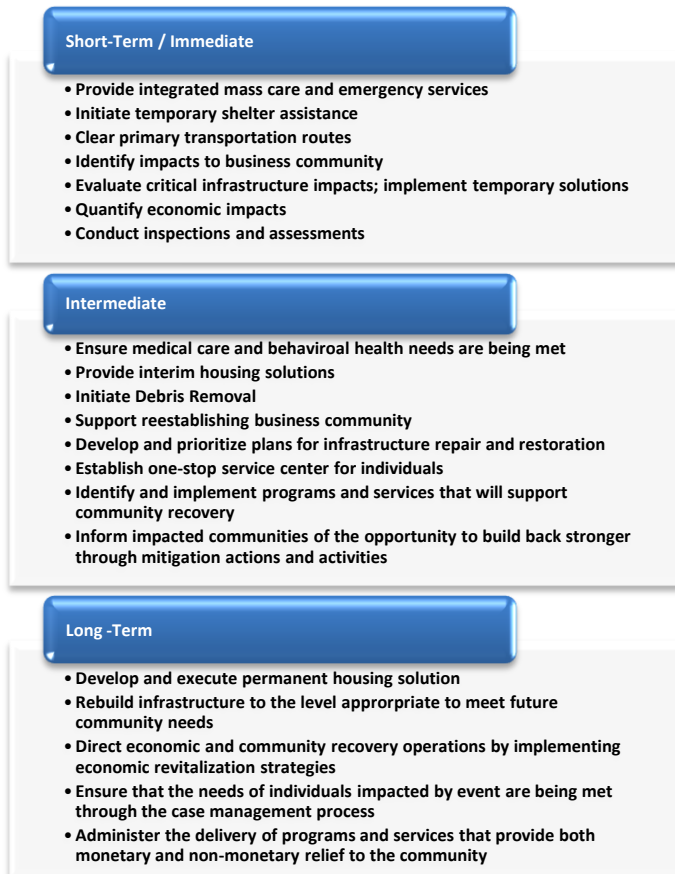 Short-Term / Immediate
• Provide integrated mass care and emergency services
• Initiate temporary shelter assistance
• Clear primary transportation routes
• Identify impacts to business community
• Evaluate critical infrastructure impacts; implement temporary solutions
• Quantify economic impacts
• Conduct inspections and assessments
Intermediate
• Ensure medical care and behaviroal health needs are being met
• Provide interim housing solutions
• Initiate Debris Removal
• Support reestablishing business community
• Develop and prioritize plans for infrastructure repair and restoration
• Establish one-stop service center for individuals
• Identify and implement programs and services that will support
community recovery
• Inform impacted communities of the opportunity to build back stronger
through mitigation actions and activities
Long -Term
• Develop and execute permanent housing solution
• Rebuild infrastructure to the level approrpriate to meet future
community needs
• Direct economic and community recovery operations by implementing
economic revitalization strategies
• Ensure that the needs of individuals impacted by event are being met
through the case management process
• Administer the delivery of programs and services that provide both
monetary and non-monetary relief to the community